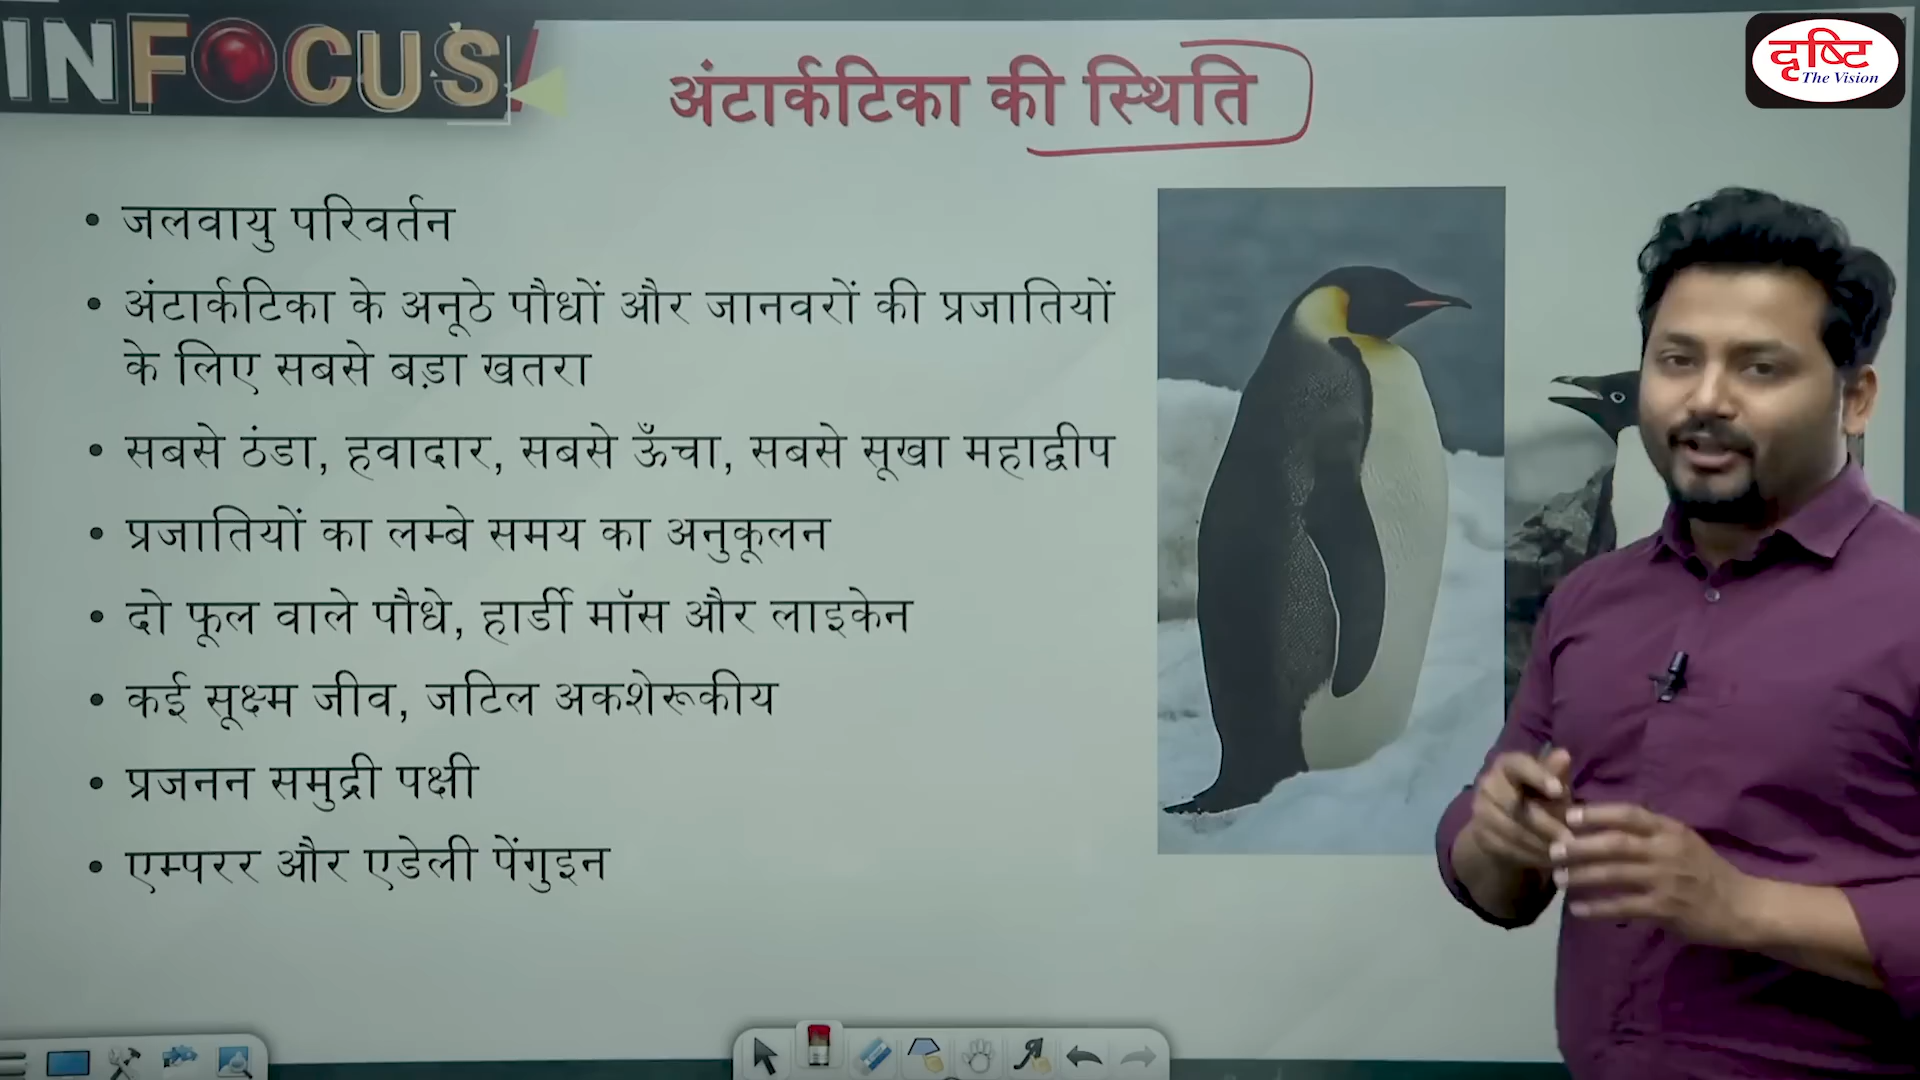 INFOCUS
दृष्टि
The Vision
अंटार्कटिका की स्थिति
• जलवायु परिवर्तन
• अंटार्कटिका के अनूठे पौधों और जानवरों की प्रजातियों
के लिए सबसे बड़ा खतरा
• सबसे ठंडा, हवादार, सबसे ऊँचा, सबसे सूखा महाद्वीप
• प्रजातियों का लम्बे समय का अनुकूलन
• दो फूल वाले पौधे, हार्डी मॉस और लाइकेन
• कई सूक्ष्म जीव, जटिल अकशेरूकीय
• प्रजनन समुद्री पक्षी
• एम्परर और एडेली पेंगुइन